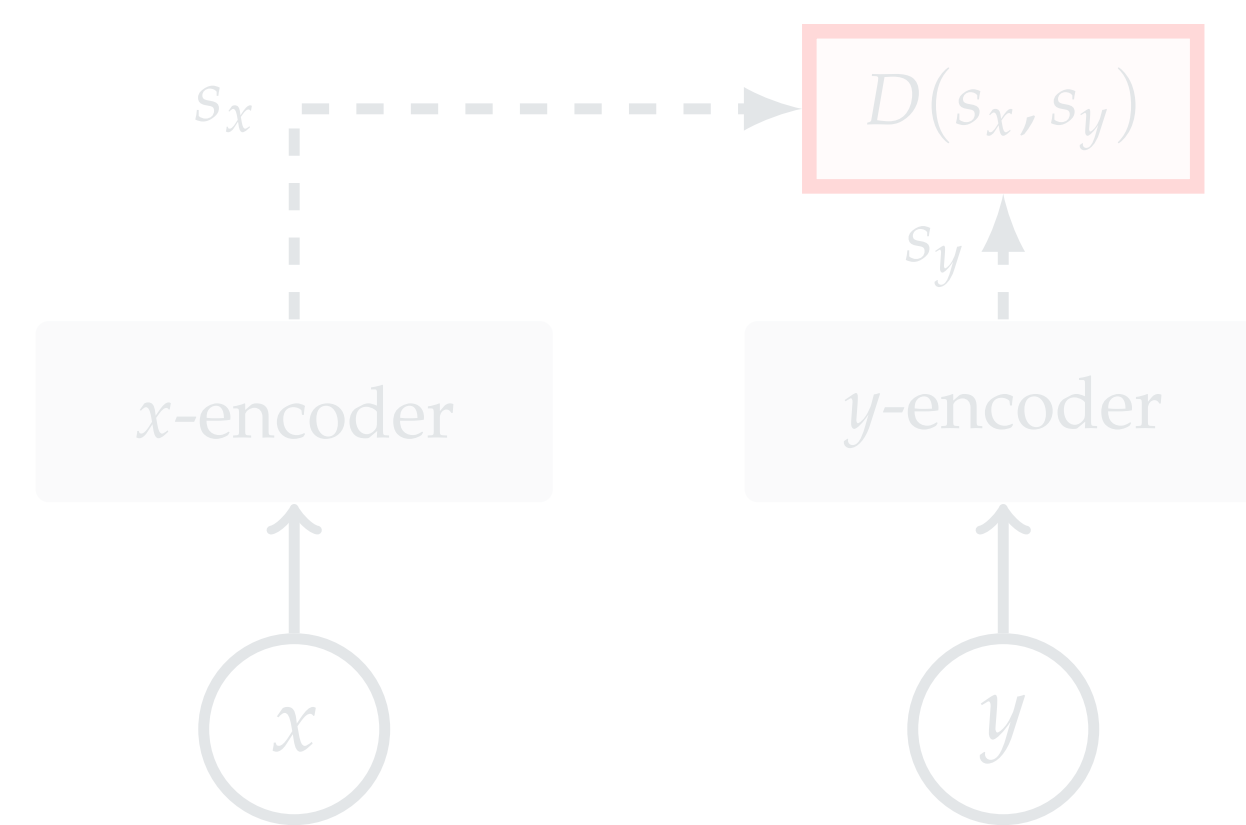 s_x
D(s_x, s_y)
s_y
x-encoder
y-encoder
x
y